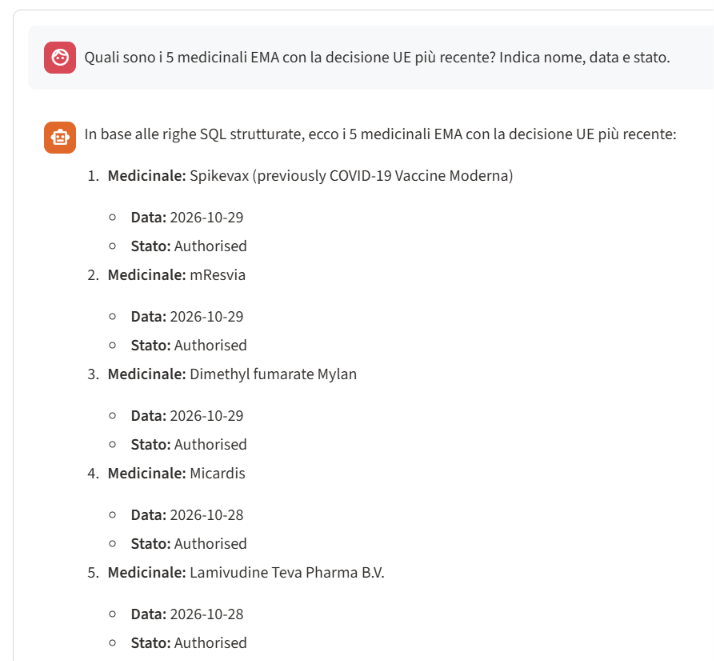 Quali sono i 5 medicinali EMA con la decisione UE più recente? Indica nome, data e stato.
In base alle righe SQL strutturate, ecco i 5 medicinali EMA con la decisione UE più recente:
1. Medicinale: Spikevax (previously COVID-19 Vaccine Moderna)
Data: 2026-10-29
Stato: Authorised
2. Medicinale: mResvia
Data: 2026-10-29
Stato: Authorised
3. Medicinale: Dimethyl fumarate Mylan
Data: 2026-10-29
Stato: Authorised
4. Medicinale: Micardis
Data: 2026-10-28
Stato: Authorised
5. Medicinale: Lamivudine Teva Pharma B.V.
Data: 2026-10-28
Stato: Authorised